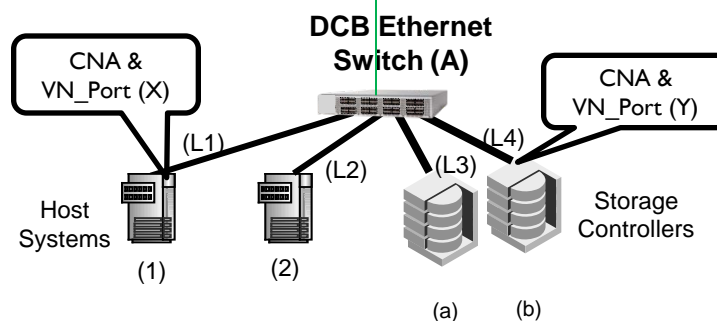 DCB Ethernet
Switch (A)
CNA &
VN_Port (X)
CNA &
VN_Port (Y)
(L1)
(L2)
(L3)
(L4)
Host
Systems
Storage
Controllers
(1)
(2)
(a)
(b)